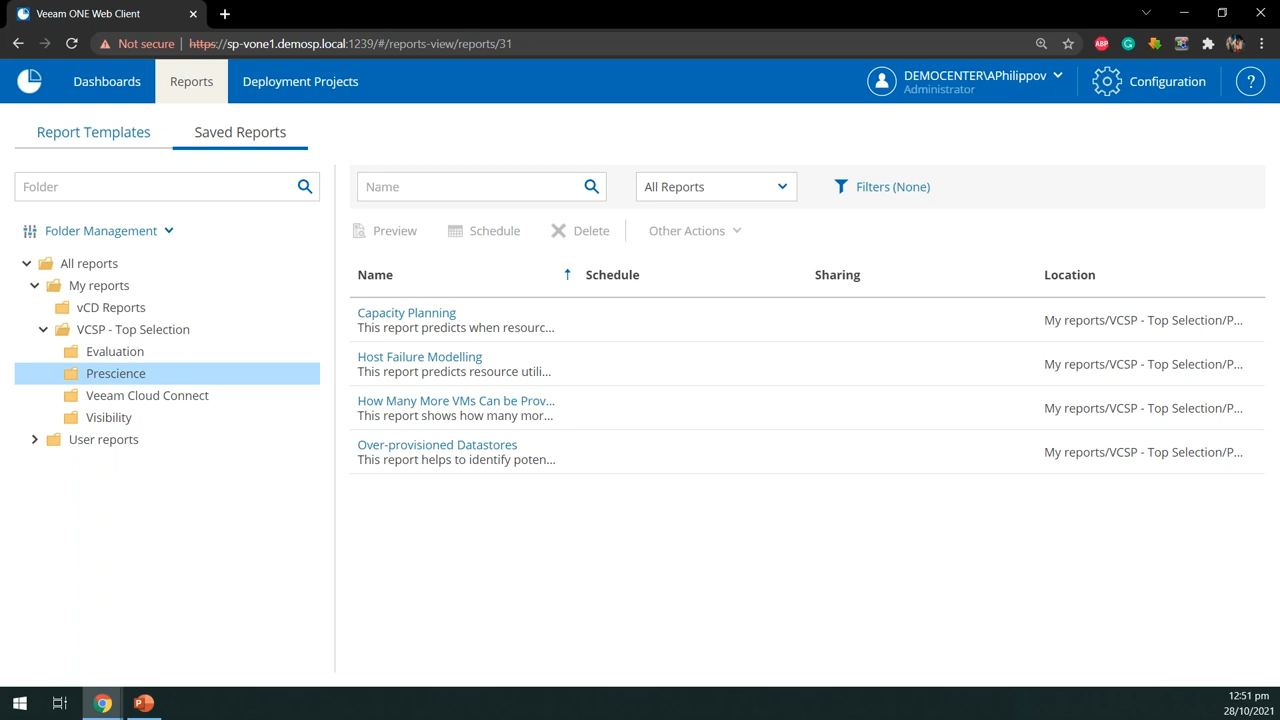 Veeam ONE Web Client
Not secure
https://sp-vone1.demosp.local:1239/#/reports-view/reports/31
ABP
Dashboards
Reports
Deployment Projects
DEMOCENTER\APhilippov
Administrator
Configuration
?
Report Templates
Saved Reports
Folder
Name
All Reports
Filters (None)
Folder Management
Preview
Schedule
Delete
Other Actions
All reports
My reports
vCD Reports
VCSP - Top Selection
Evaluation
Prescience
Veeam Cloud Connect
Visibility
User reports
Name
Schedule
Sharing
Location
Capacity Planning
This report predicts when resourc...
My reports/VCSP - Top Selection/P...
Host Failure Modelling
This report predicts resource utili...
My reports/VCSP - Top Selection/P...
How Many More VMs Can be Prov...
This report shows how many mor...
My reports/VCSP - Top Selection/P...
Over-provisioned Datastores
This report helps to identify poten...
My reports/VCSP - Top Selection/P...
12:51 pm
28/10/2021